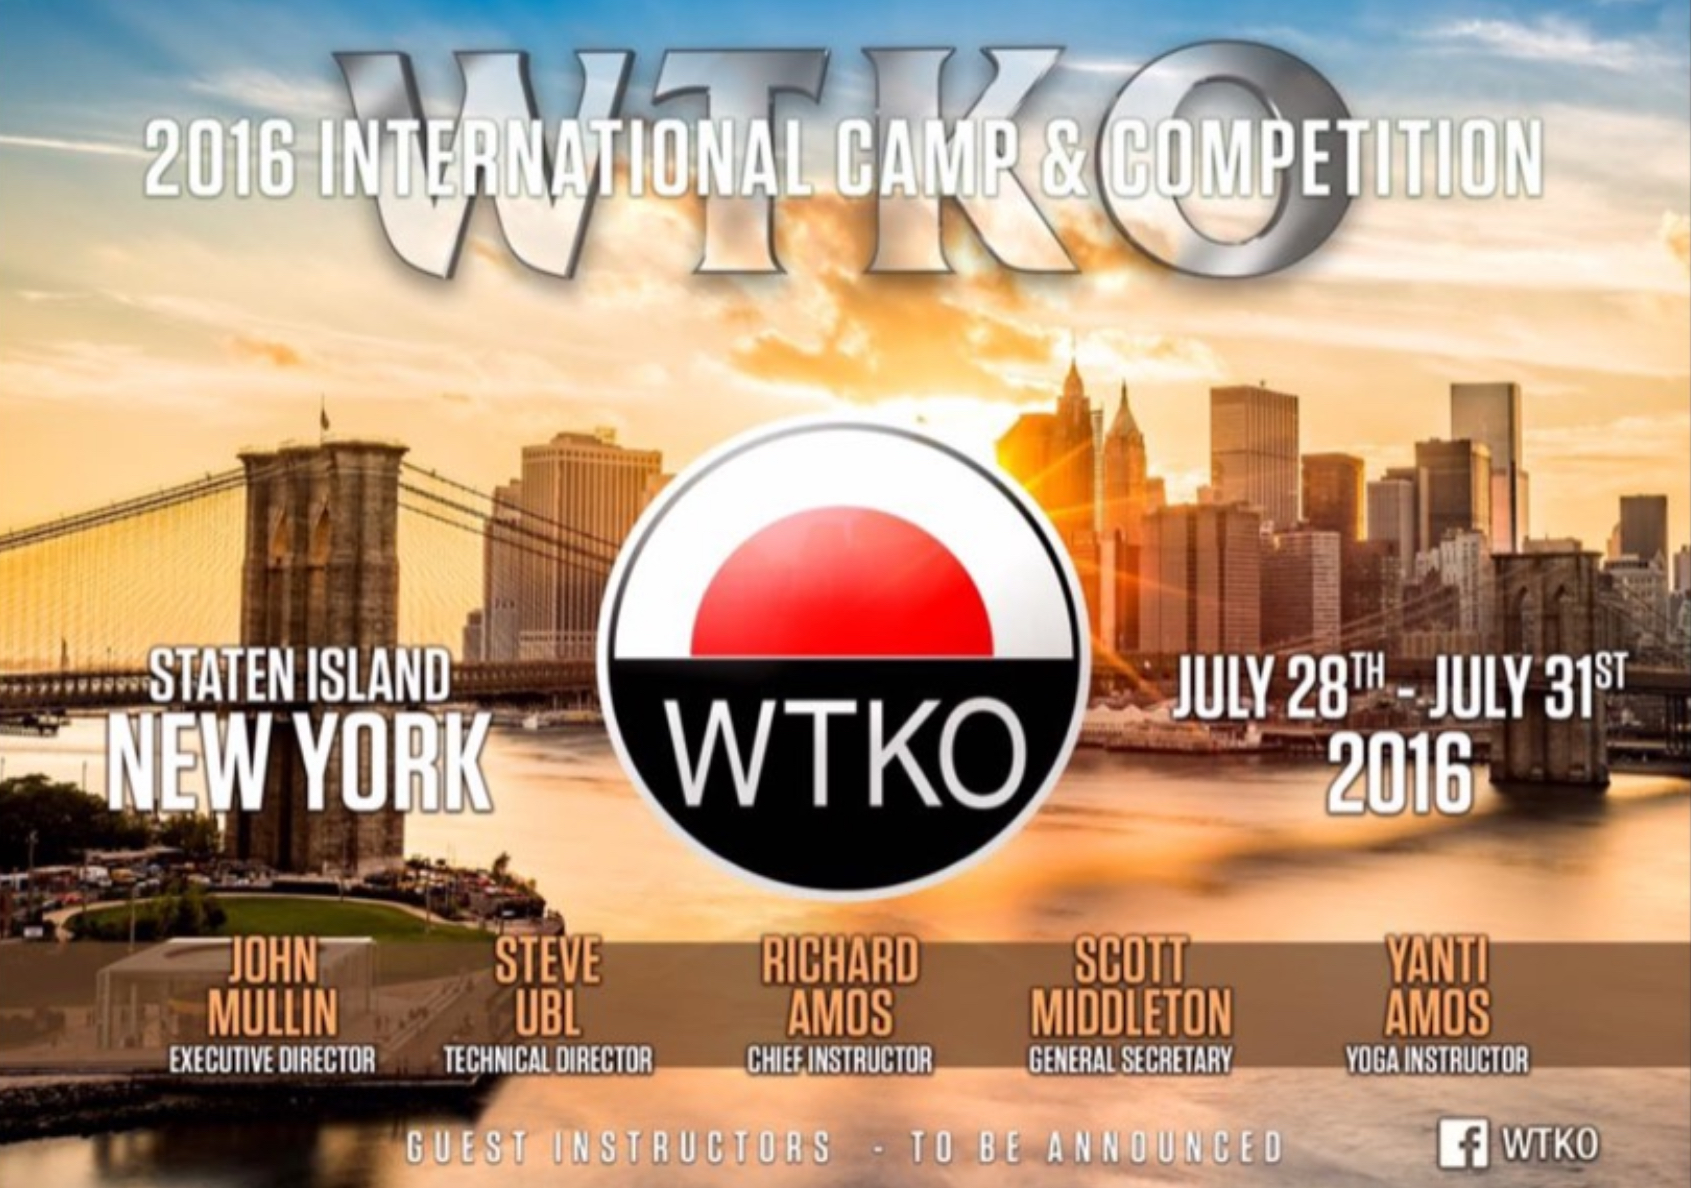 WTKO
2016 INTERNATIONAL CAMP & COMPETITION
STATEN ISLAND
NEW YORK
WTKO
JULY 28TH - JULY 31ST
2016
JOHN
MULLIN
EXECUTIVE DIRECTOR
STEVE
UBL
TECHNICAL DIRECTOR
RICHARD
AMOS
CHIEF INSTRUCTOR
SCOTT
MIDDLETON
GENERAL SECRETARY
YANTI
AMOS
YOGA INSTRUCTOR
GUEST INSTRUCTORS - TO BE ANNOUNCED
f WTKO